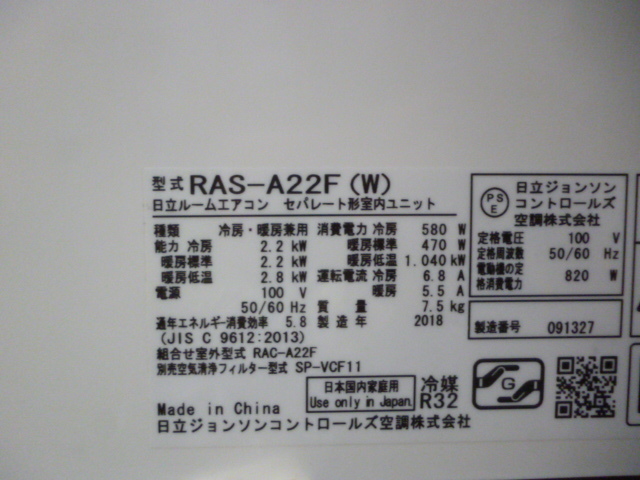 型式 RAS-A22F(W)
日立ルームエアコン セパレート形室内ユニット
種類 冷房・暖房兼用
能力 冷房 2.2 kW
暖房標準 2.2 kW
暖房低温 2.8 kW
電源 100 V
50/60 Hz
通年エネルギー消費効率 5.8
(JIS C 9612:2013)
組合せ室外型式 RAC-A22F
別売空気清浄フィルター型式 SP-VCF11
消費電力 冷房 580 W
暖房標準 470 W
暖房低温 1.040 kW
運転電流 冷房 6.8 A
暖房 5.5 A
質量 7.5 kg
製造年 2018
日本国内家庭用
Use only in Japan.
冷媒
R32
Made in China
日立ジョンソンコントロールズ空調株式会社
PS
E
日立ジョンソン
コントロールズ
空調株式会社
定格電圧 100 V
定格周波数 50/60 Hz
電動機の定
格消費電力 820 W
製造番号 091327
G